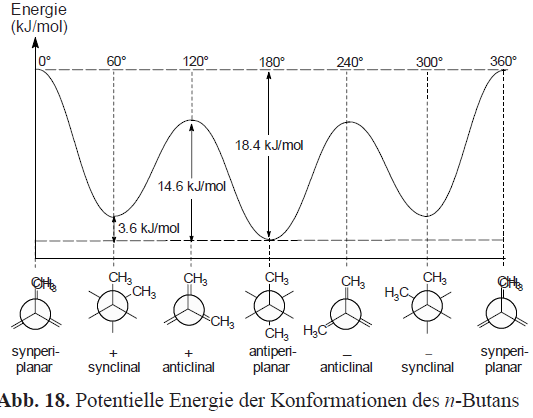 Energie
(kJ/mol)
0° 60° 120° 180° 240° 300° 360°
18.4 kJ/mol
14.6 kJ/mol
3.6 kJ/mol
CH3 CH3 CH3 CH3 CH3 CH3 CH3
CH3 CH3 H3C CH3
CH3 CH3 H3C
synperi- + + antiperi- – – synperi-
planar synclinal anticlinal planar anticlinal synclinal planar
Abb. 18. Potentielle Energie der Konformationen des n-Butans